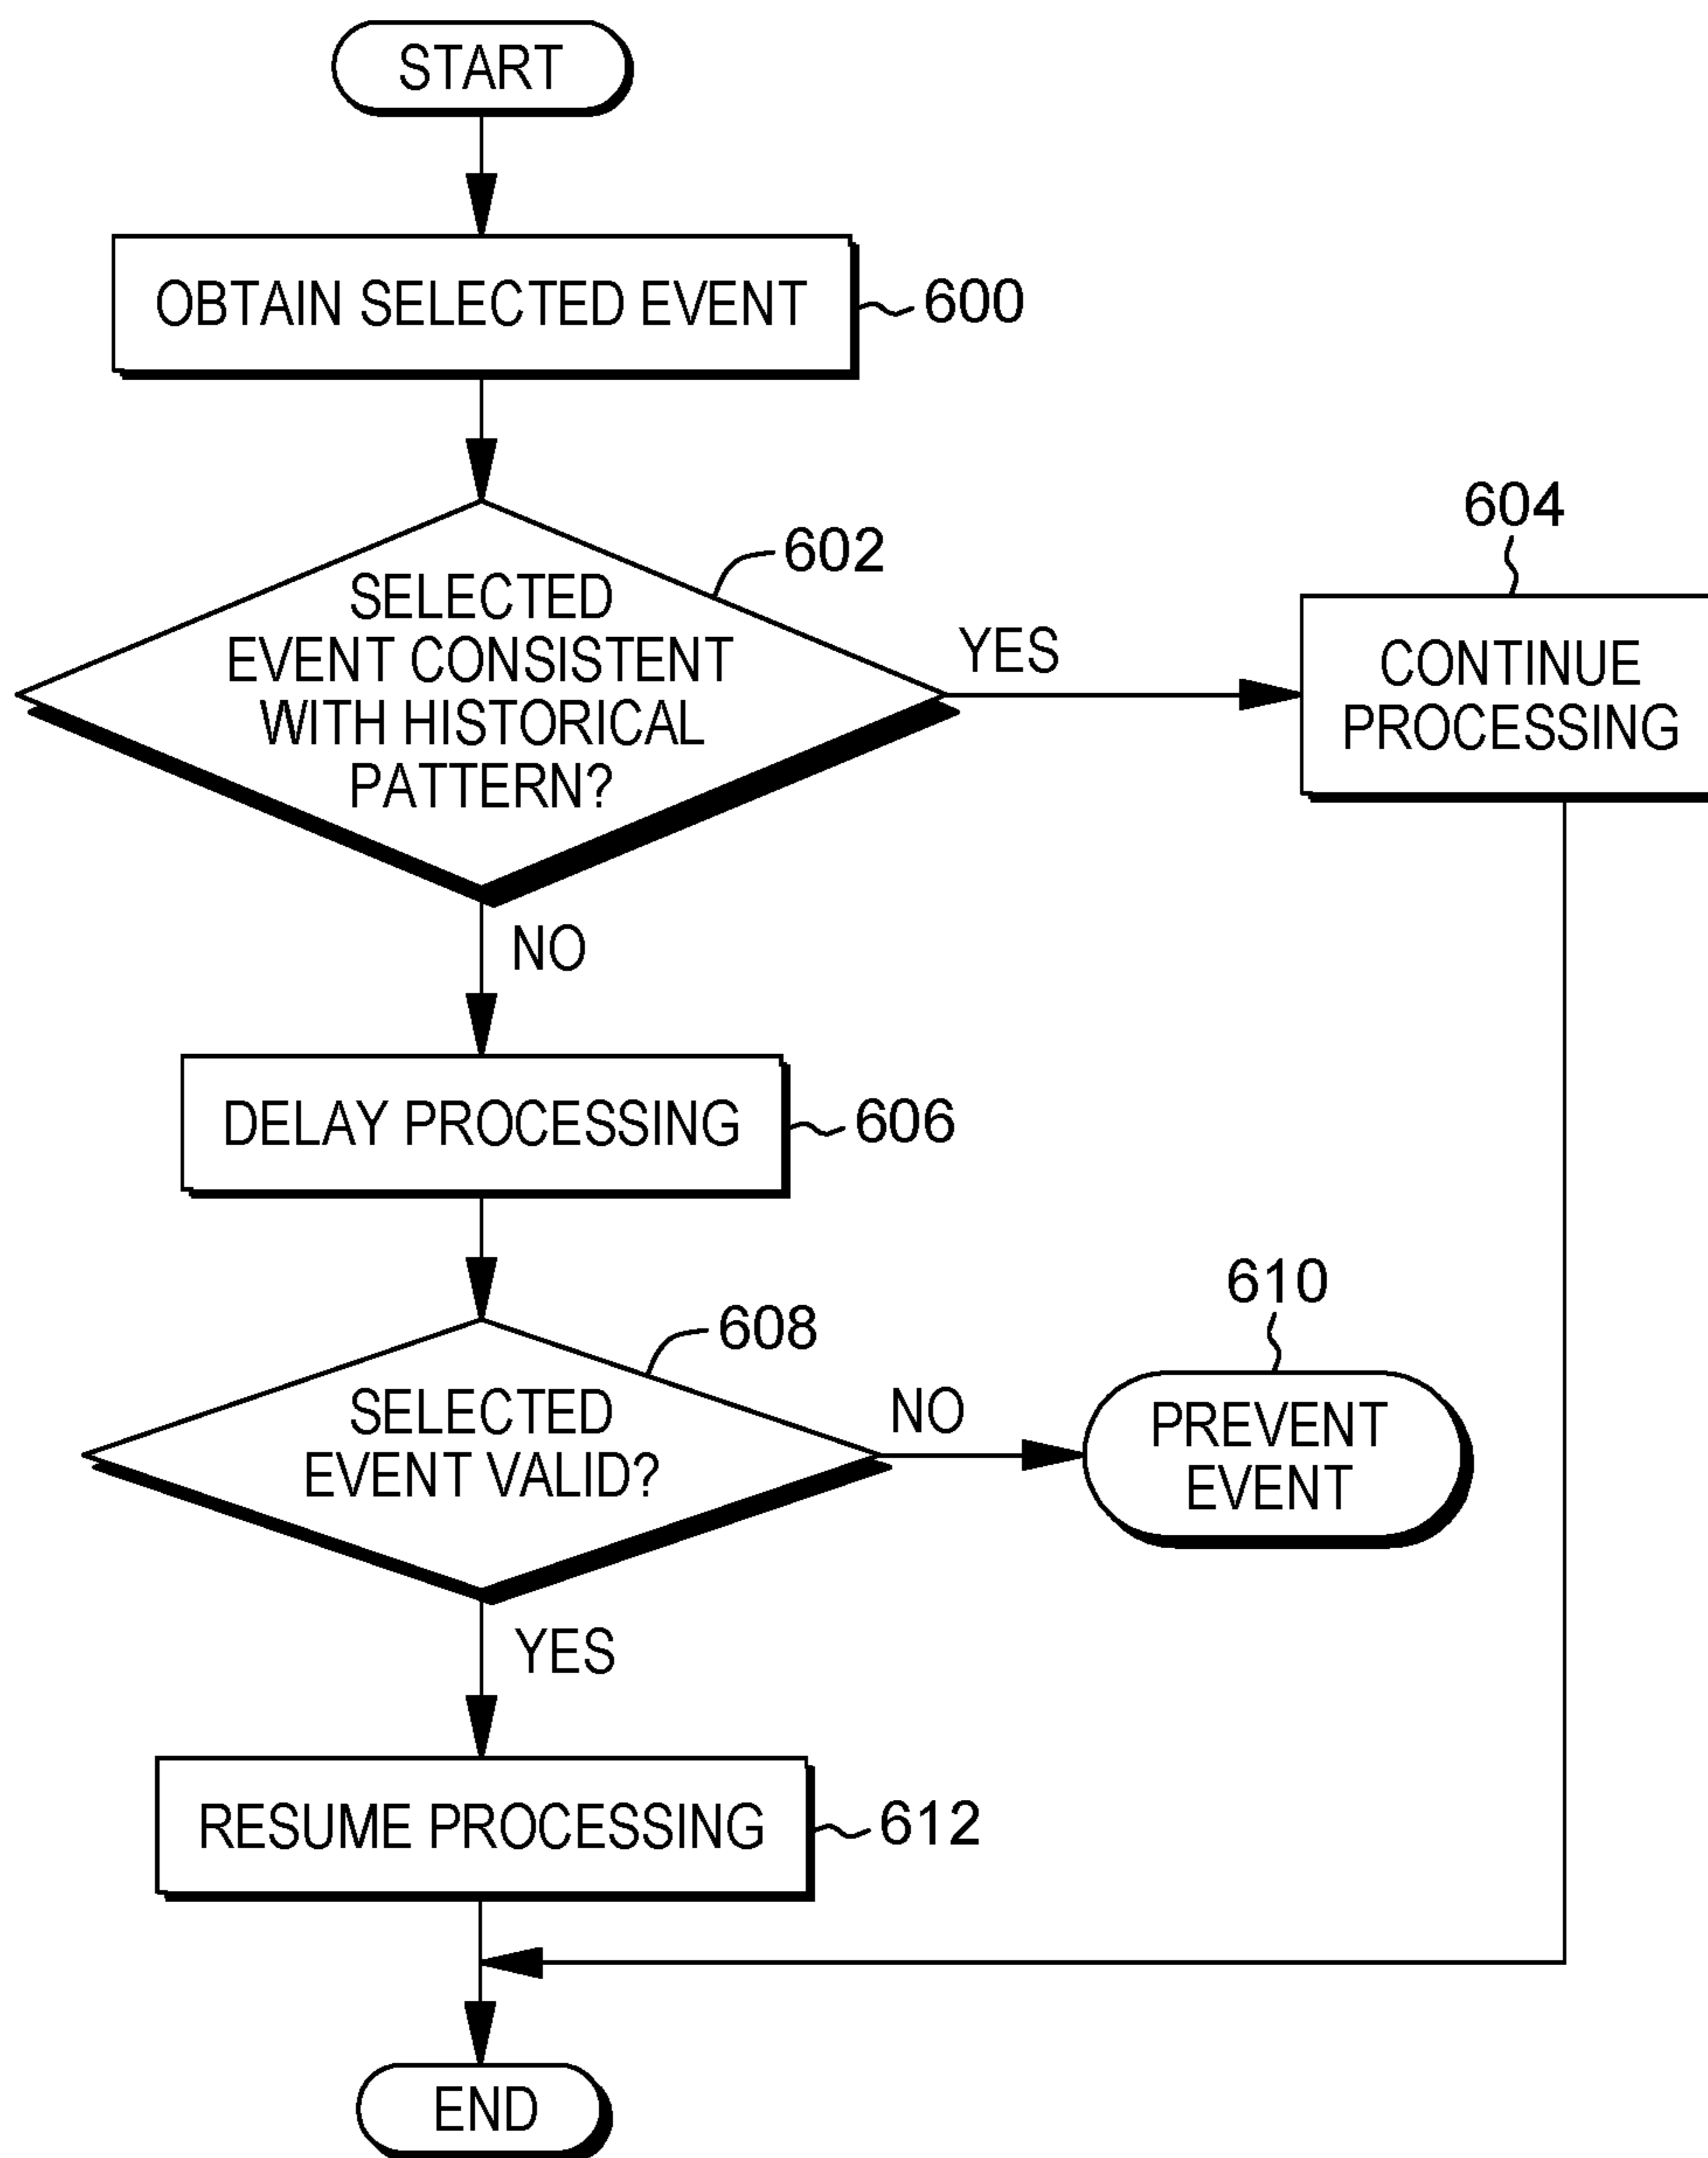 START
OBTAIN SELECTED EVENT
600
602
SELECTED
EVENT CONSISTENT
WITH HISTORICAL
PATTERN?
YES
604
CONTINUE
PROCESSING
NO
DELAY PROCESSING
606
608
SELECTED
EVENT VALID?
NO
610
PREVENT
EVENT
YES
RESUME PROCESSING
612
END